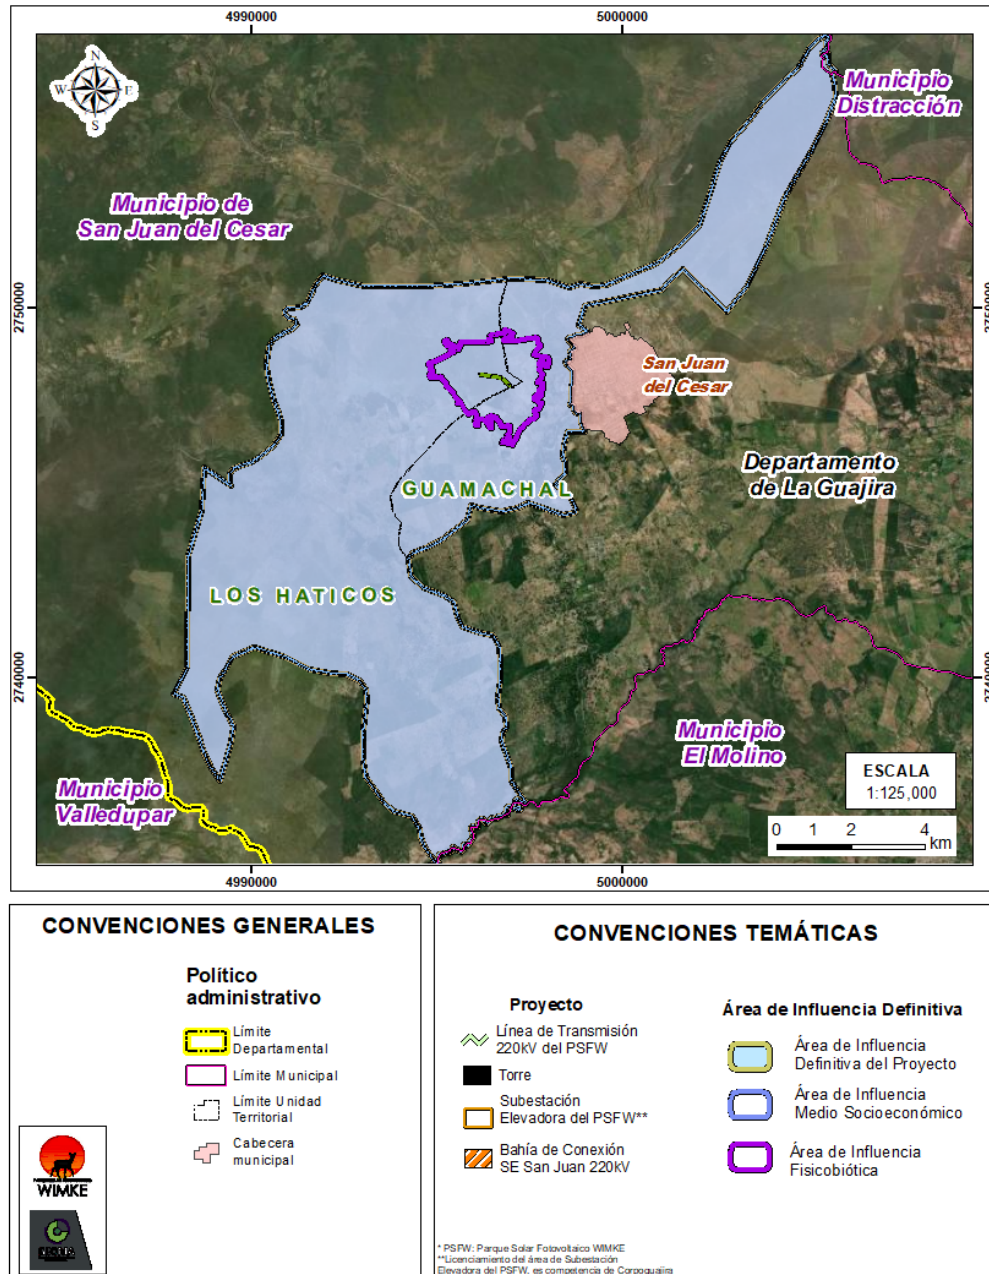 4990000
5000000
N
W
E
S
Municipio
Distracción
Municipio de
San Juan del Cesar
2750000
2750000
San Juan
del Cesar
Departamento
de La Guajira
GUAMACHAL
LOS HATICOS
2740000
2740000
Municipio
El Molino
Municipio
Valledupar
ESCALA
1:125,000
0 1 2 4
km
4990000
5000000
CONVENCIONES GENERALES
Político
administrativo
Límite
Departamental
Límite Municipal
Límite Unidad
Territorial
Cabecera
municipal
WIMKE
CONVENCIONES TEMÁTICAS
Proyecto
Línea de Transmisión
220kV del PSFW
Torre
Subestación
Elevadora del PSFW**
Bahía de Conexión
SE San Juan 220kV
Área de Influencia Definitiva
Área de Influencia
Definitiva del Proyecto
Área de Influencia
Medio Socioeconómico
Área de Influencia
Fisicobiótica
* PSFW: Parque Solar Fotovoltaico WIMKE
**Licenciamiento del área de Subestación
Elevadora del PSFW, es competencia de Corpoguajira